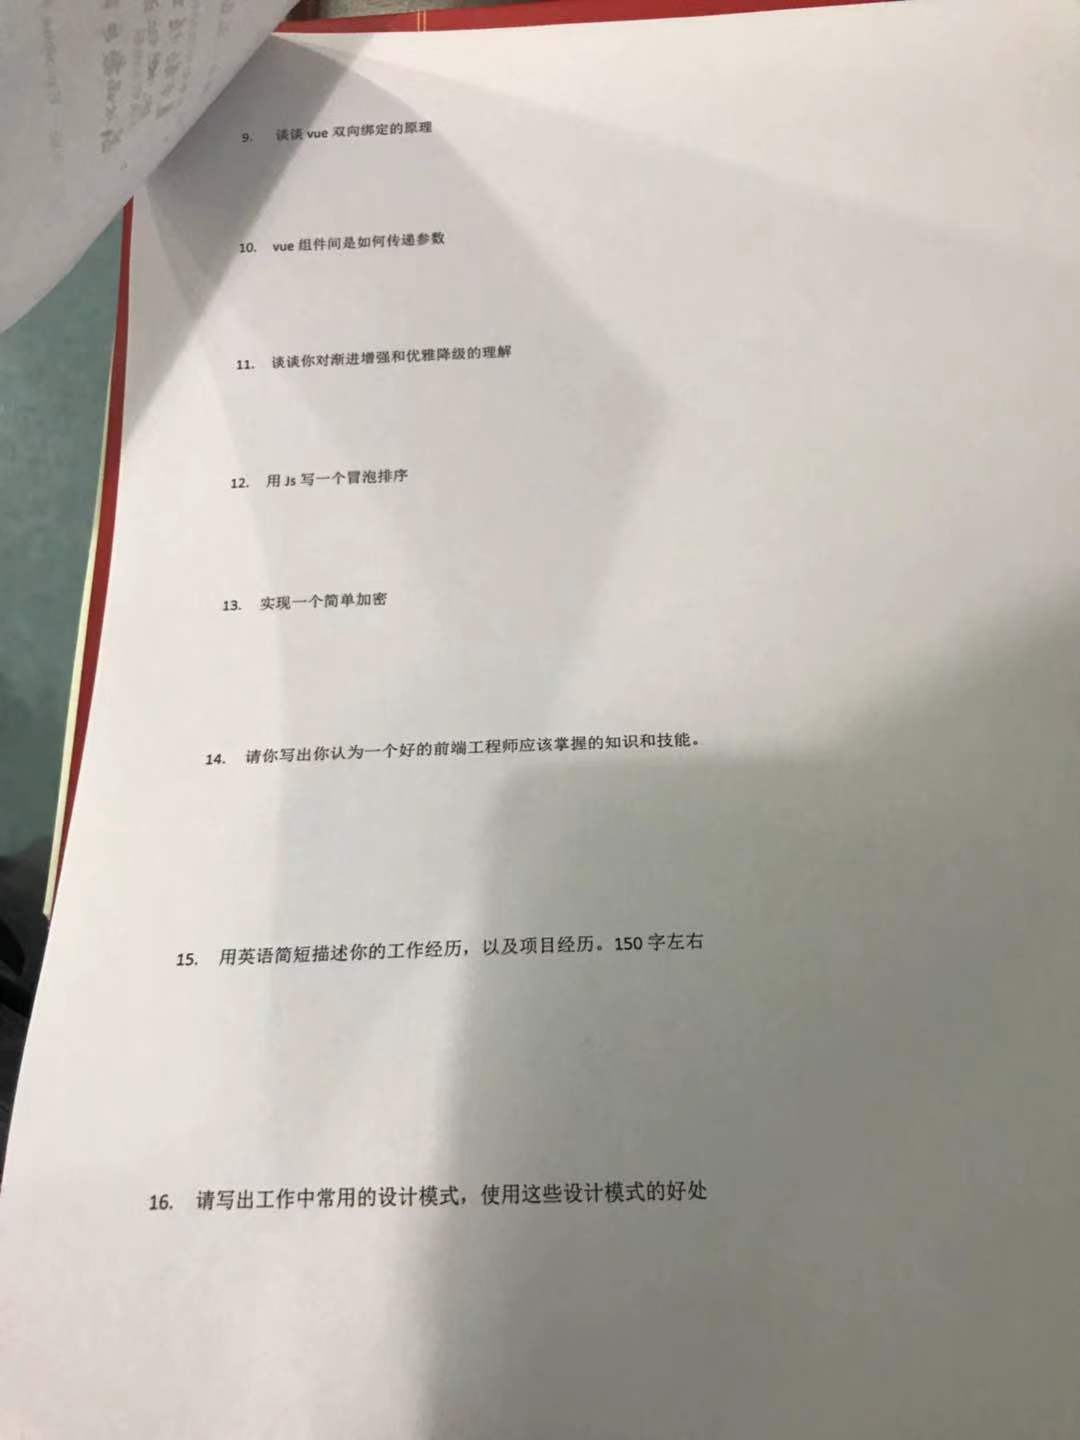 9. 谈谈 vue 双向绑定的原理
10. vue 组件间是如何传递参数
11. 谈谈你对渐进增强和优雅降级的理解
12. 用 Js 写一个冒泡排序
13. 实现一个简单加密
14. 请你写出你认为一个好的前端工程师应该掌握的知识和技能。
15. 用英语简短描述你的工作经历，以及项目经历。150 字左右
16. 请写出工作中常用的设计模式，使用这些设计模式的好处